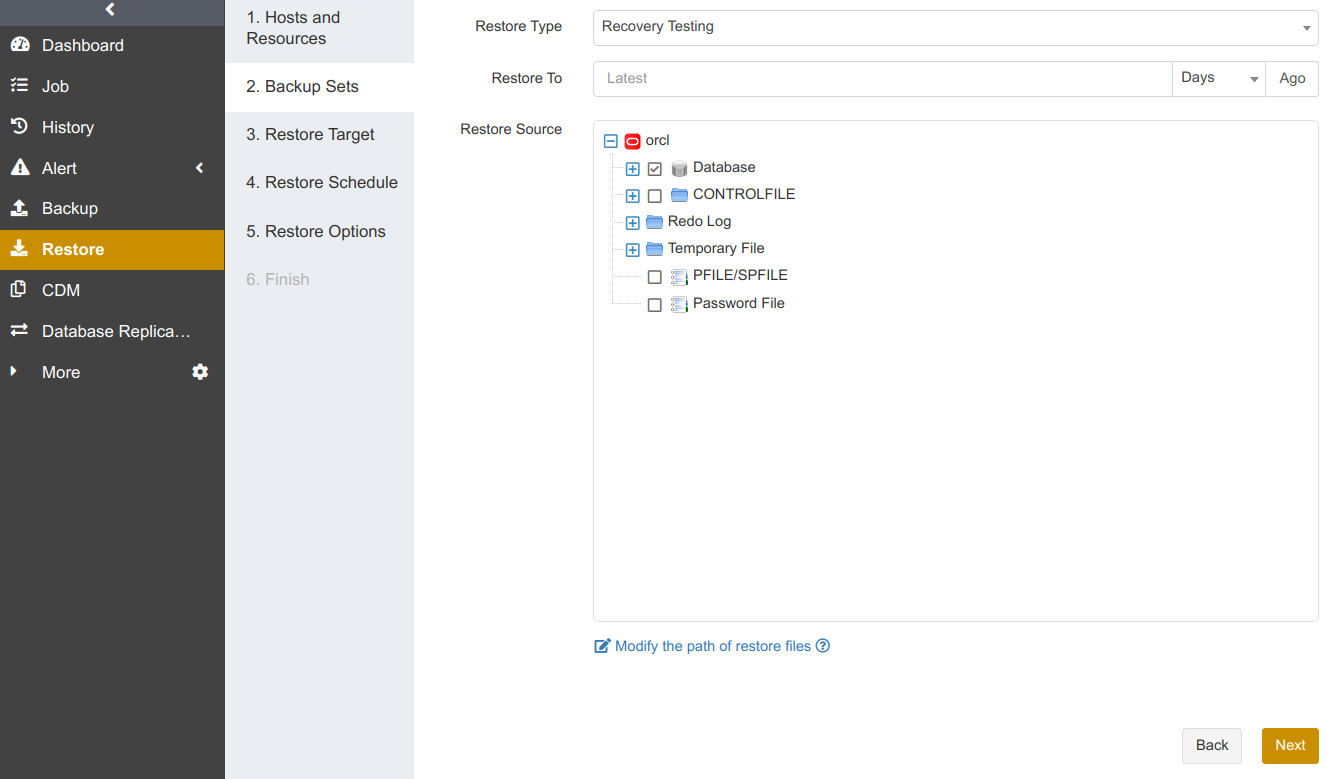 Dashboard
Job
History
Alert
Backup
Restore
CDM
Database Replica...
More
1. Hosts and
Resources
2. Backup Sets
3. Restore Target
4. Restore Schedule
5. Restore Options
6. Finish
Restore Type
Recovery Testing
Restore To
Latest
Days
Ago
Restore Source
orcl
Database
CONTROLFILE
Redo Log
Temporary File
PFILE/SPFILE
Password File
Modify the path of restore files
Back
Next